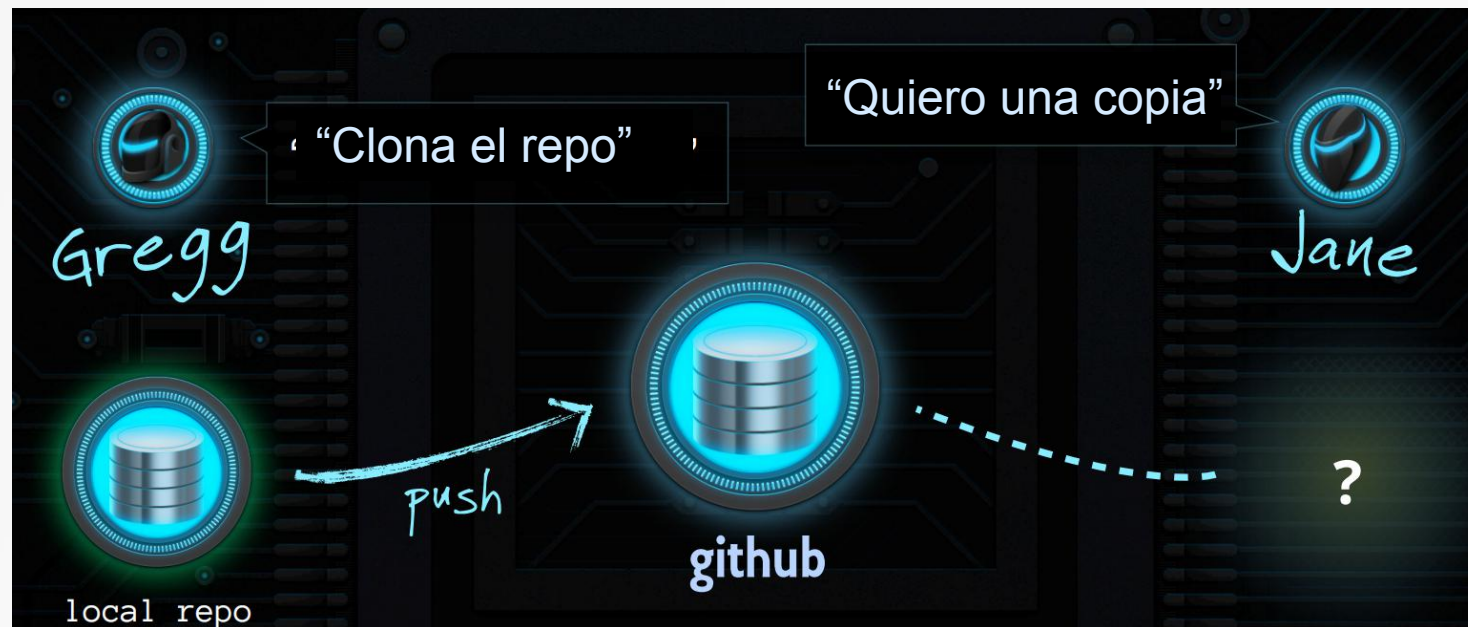 “Quiero una copia”
“Clona el repo”
Gregg
Jane
push
?
github
local repo